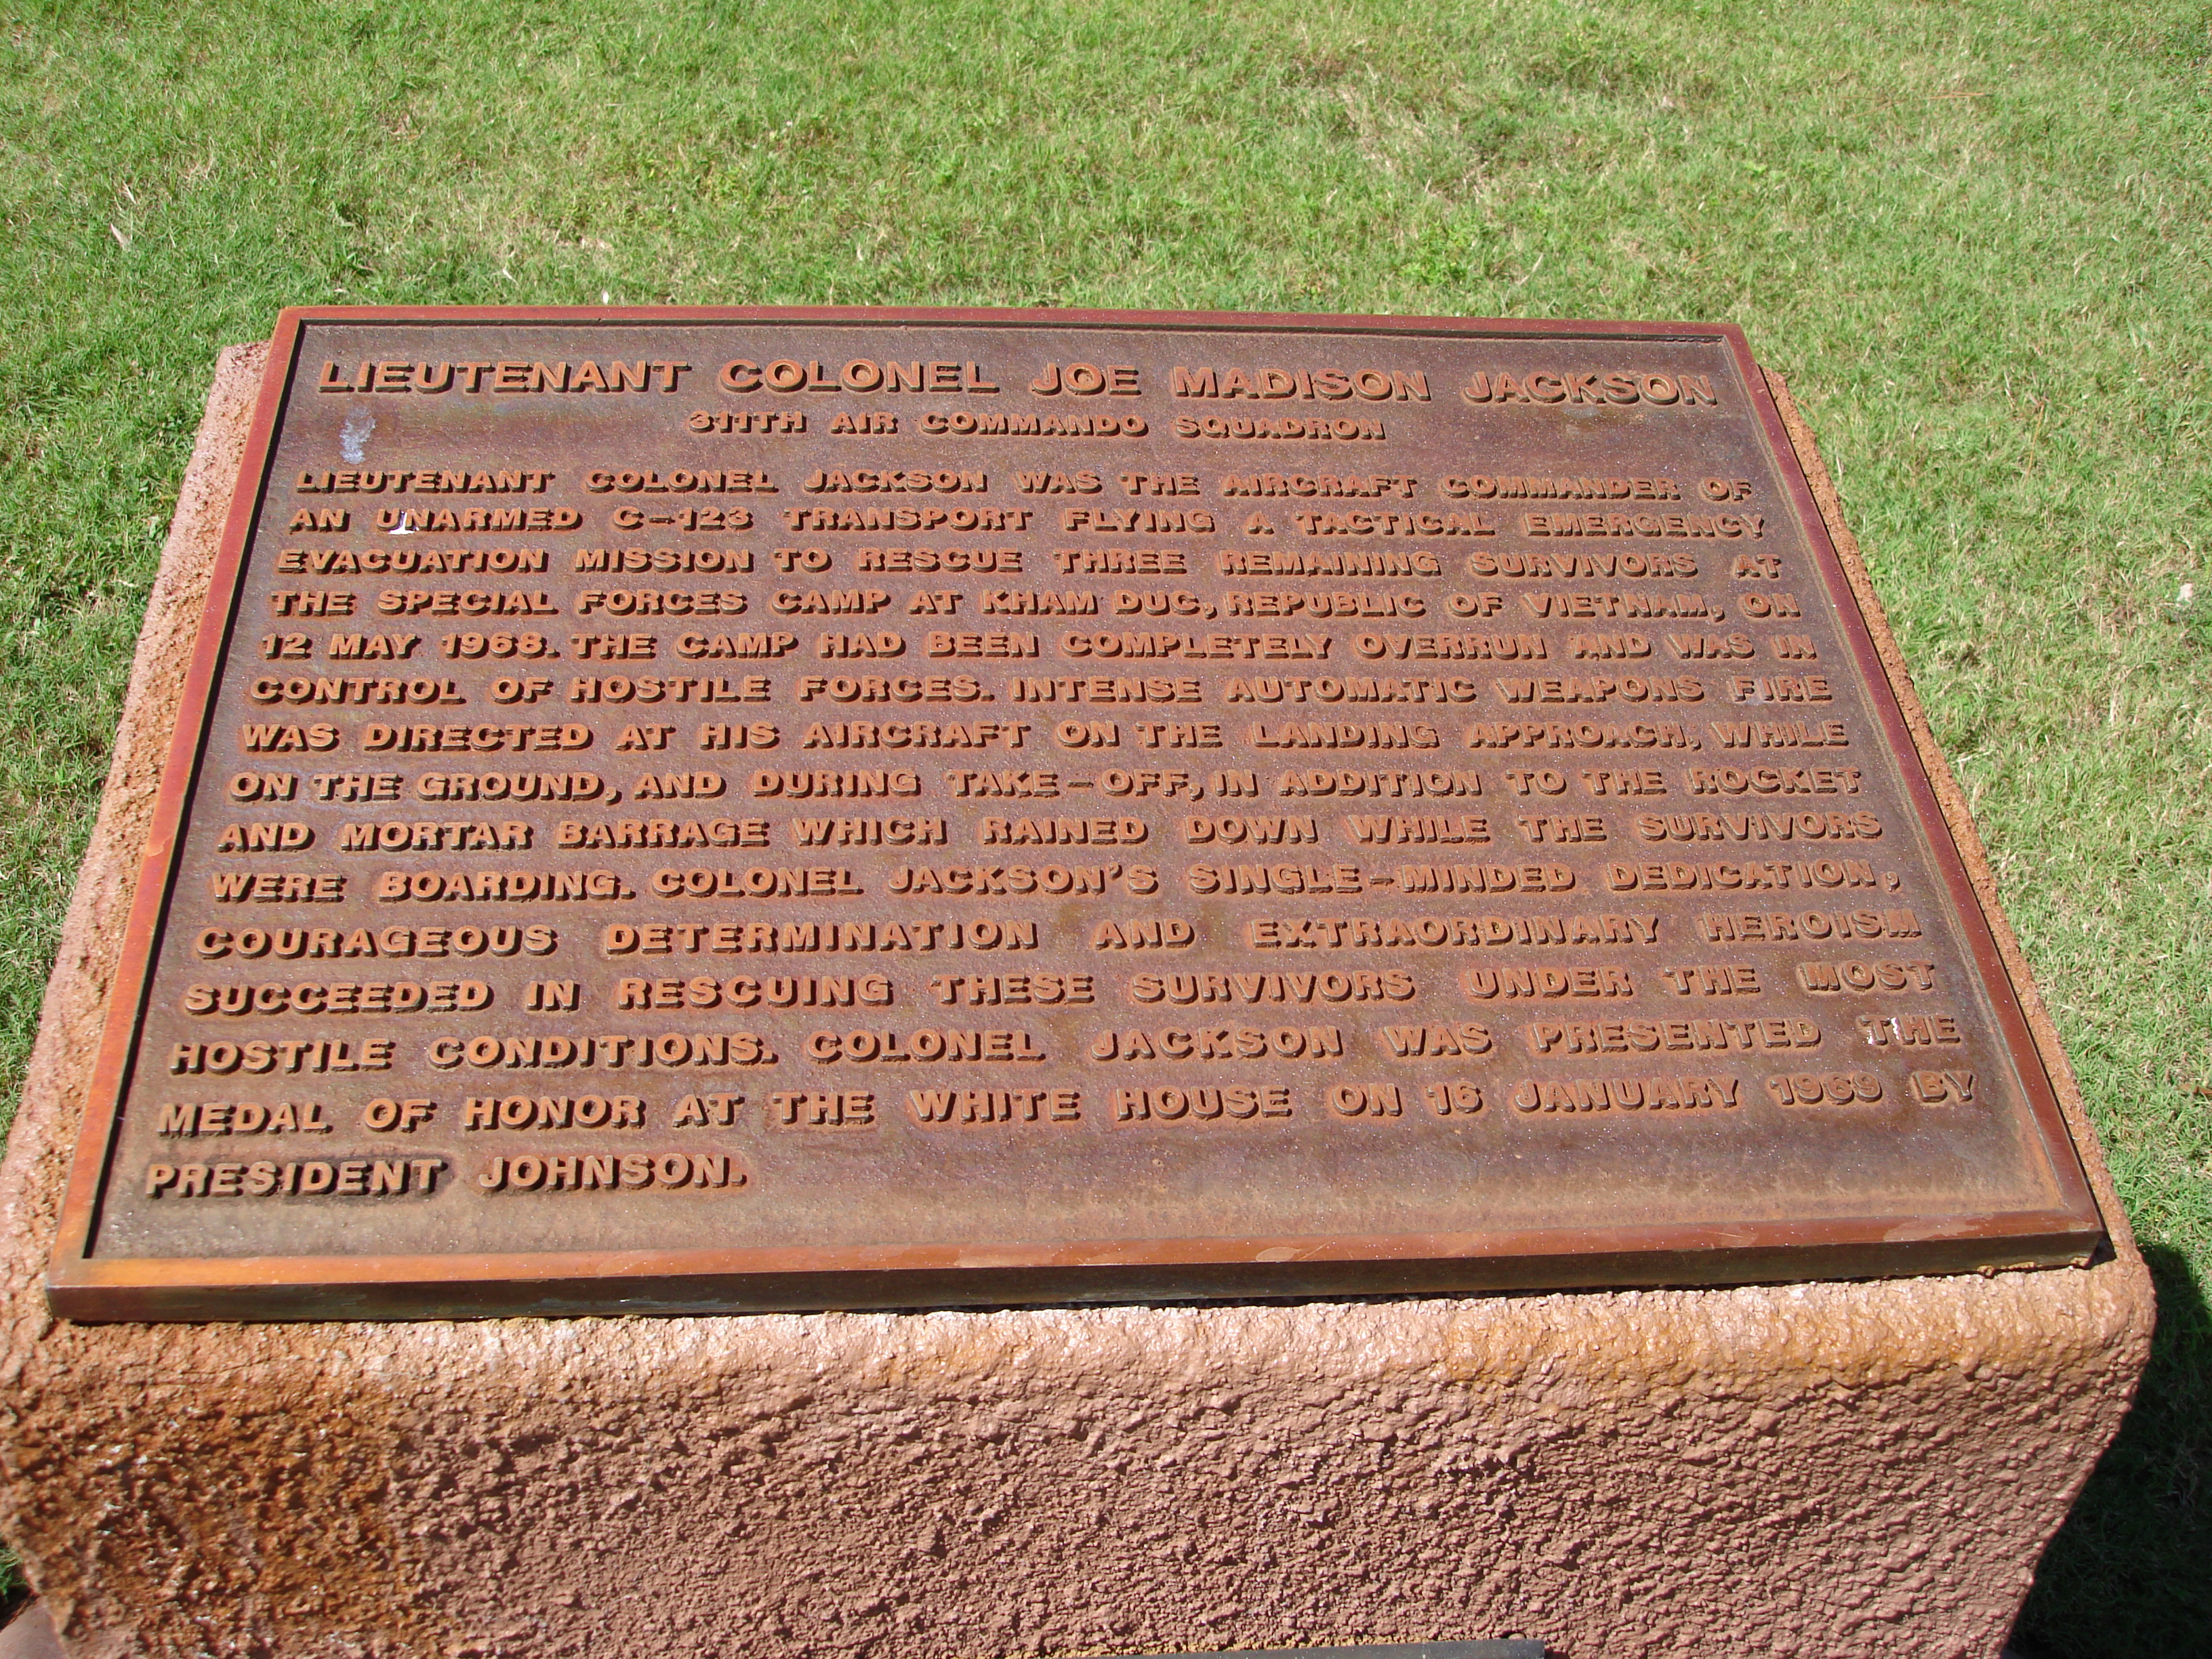 LIEUTENANT COLONEL JOE MADISON JACKSON
311TH AIR COMMANDO SQUADRON
LIEUTENANT COLONEL JACKSON WAS THE AIRCRAFT COMMANDER OF
AN UNARMED C-123 TRANSPORT FLYING A TACTICAL EMERGENCY
EVACUATION MISSION TO RESCUE THREE REMAINING SURVIVORS AT
THE SPECIAL FORCES CAMP AT KHAM DUC, REPUBLIC OF VIETNAM, ON
12 MAY 1968. THE CAMP HAD BEEN COMPLETELY OVERRUN AND WAS IN
CONTROL OF HOSTILE FORCES. INTENSE AUTOMATIC WEAPONS FIRE
WAS DIRECTED AT HIS AIRCRAFT ON THE LANDING APPROACH, WHILE
ON THE GROUND, AND DURING TAKE-OFF, IN ADDITION TO THE ROCKET
AND MORTAR BARRAGE WHICH RAINED DOWN WHILE THE SURVIVORS
WERE BOARDING. COLONEL JACKSON'S SINGLE-MINDED DEDICATION,
COURAGEOUS DETERMINATION AND EXTRAORDINARY HEROISM
SUCCEEDED IN RESCUING THESE SURVIVORS UNDER THE MOST
HOSTILE CONDITIONS. COLONEL JACKSON WAS PRESENTED THE
MEDAL OF HONOR AT THE WHITE HOUSE ON 16 JANUARY 1969 BY
PRESIDENT JOHNSON.